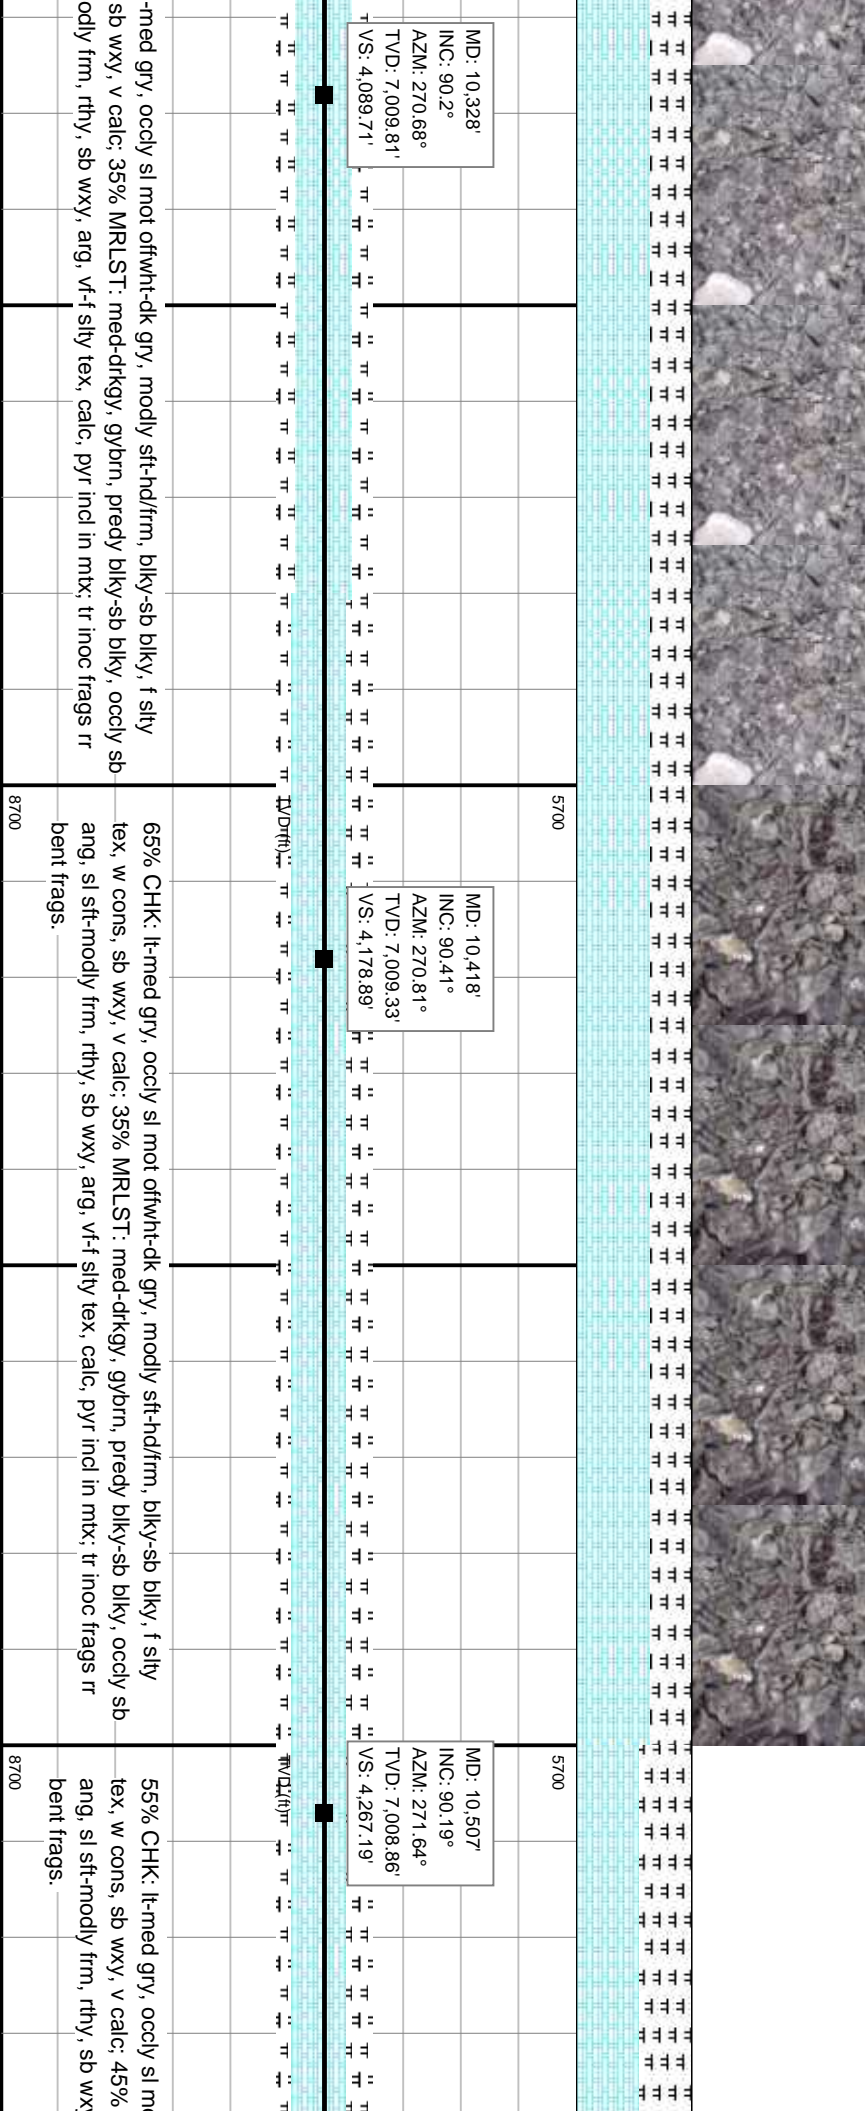 MD: 10,328'
INC: 90.2°
AZM: 270.68°
TVD: 7,009.81'
VS: 4,089.71'
-med gry, occly sl mot offwht-dk gry, modly sft-hd/frm, blky-sb blky, f slty
sb wxy, v calc; 35% MRLST: med-drkgy, gybrn, predy blky-sb blky, occly sb
odly frm, rthy, sb wxy, arg, vf-f slty tex, calc, pyr incl in mtx; tr inoc frags rr
5700
TVD (ft)
8700
MD: 10,418'
INC: 90.41°
AZM: 270.81°
TVD: 7,009.33'
VS: 4,178.89'
65% CHK: lt-med gry, occly sl mot offwht-dk gry, modly sft-hd/frm, blky-sb blky, f slty
tex, w cons, sb wxy, v calc; 35% MRLST: med-drkgy, gybrn, predy blky-sb blky, occly sb
ang, sl sft-modly frm, rthy, sb wxy, arg, vf-f slty tex, calc, pyr incl in mtx; tr inoc frags rr
bent frags.
5700
TVD (ft)
8700
MD: 10,507'
INC: 90.19°
AZM: 271.64°
TVD: 7,008.86'
VS: 4,267.19'
55% CHK: lt-med gry, occly sl m
tex, w cons, sb wxy, v calc; 45%
ang, sl sft-modly frm, rthy, sb wxy
bent frags.